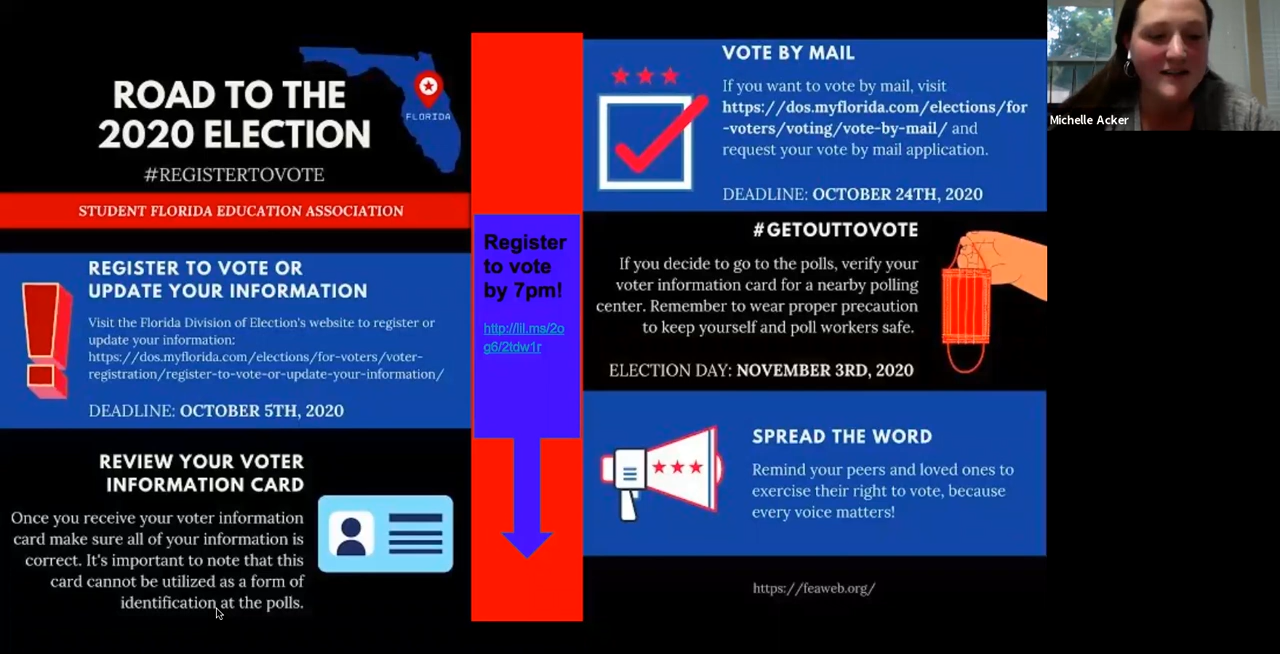 ROAD TO THE
2020 ELECTION
FLORIDA
#REGISTERTOVOTE
STUDENT FLORIDA EDUCATION ASSOCIATION
REGISTER TO VOTE OR
UPDATE YOUR INFORMATION
Visit the Florida Division of Election's website to register or
update your information:
https://dos.myflorida.com/elections/for-voters/voter-
registration/register-to-vote-or-update-your-information/
DEADLINE: OCTOBER 5TH, 2020
REVIEW YOUR VOTER
INFORMATION CARD
Once you receive your voter information
card make sure all of your information is
correct. It's important to note that this
card cannot be utilized as a form of
identification at the polls.
Register
to vote
by 7pm!
http://lil.ms/2o
g6/2tdw1r
VOTE BY MAIL
If you want to vote by mail, visit
https://dos.myflorida.com/elections/for
-voters/voting/vote-by-mail/ and
request your vote by mail application.
DEADLINE: OCTOBER 24TH, 2020
#GETOUTTOVOTE
If you decide to go to the polls, verify your
voter information card for a nearby polling
center. Remember to wear proper precaution
to keep yourself and poll workers safe.
ELECTION DAY: NOVEMBER 3RD, 2020
SPREAD THE WORD
Remind your peers and loved ones to
exercise their right to vote, because
every voice matters!
https://feaweb.org/
Michelle Acker